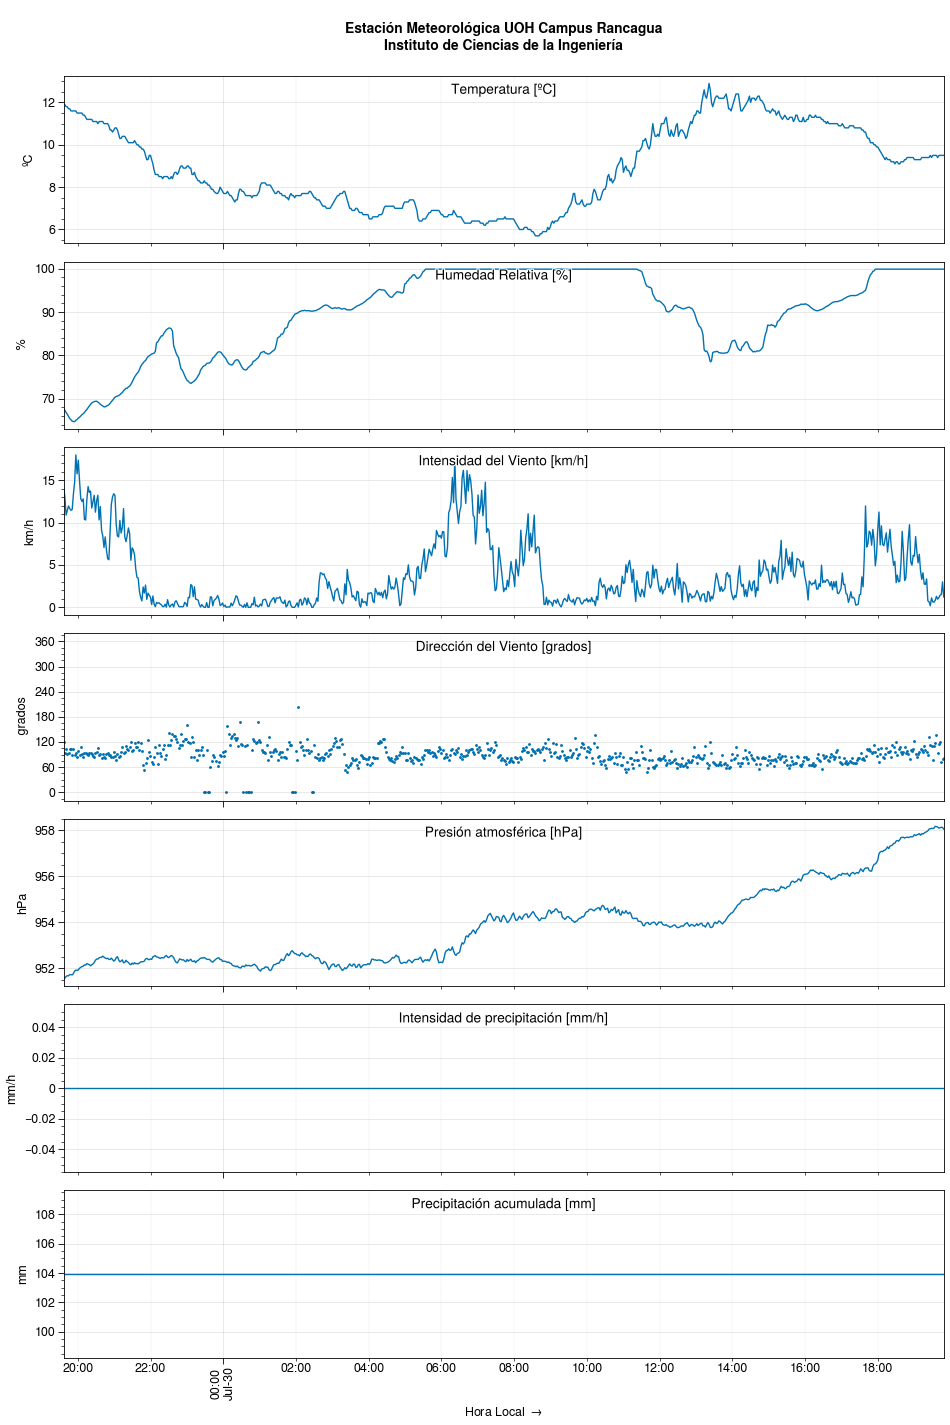 Estación Meteorológica UOH Campus Rancagua
Instituto de Ciencias de la Ingeniería
Temperatura [ºC]
12
10
8
6
ºC
Humedad Relativa [%]
100
90
80
70
%
Intensidad del Viento [km/h]
15
10
5
0
km/h
Dirección del Viento [grados]
360
300
240
180
120
60
0
grados
Presión atmosférica [hPa]
958
956
954
952
hPa
Intensidad de precipitación [mm/h]
0.04
0.02
0
−0.02
−0.04
mm/h
Precipitación acumulada [mm]
108
106
104
102
100
mm
20:00 22:00 00:00 02:00 04:00 06:00 08:00 10:00 12:00 14:00 16:00 18:00
Jul-30
Hora Local →